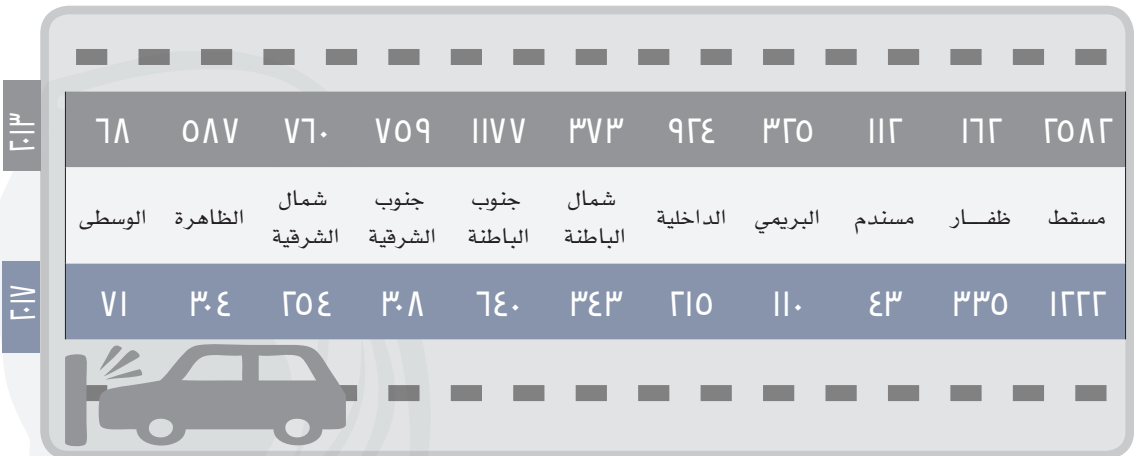 ٢٠١٣
٢٥٨٢ ١٦٢ ١١٢ ٣٢٥ ٩٢٤ ٣٧٣ ١١٧٧ ٧٥٩ ٧٦٠ ٥٨٧ ٦٨
مسقط ظفـــار مسندم البريمي الداخلية شمال الباطنة جنوب الباطنة جنوب الشرقية شمال الشرقية الظاهرة الوسطى
٢٠١٧
١٢٢٢ ٣٣٥ ٤٣ ١١٠ ٢١٥ ٣٤٣ ٦٤٠ ٣٠٨ ٢٥٤ ٣٠٤ ٧١